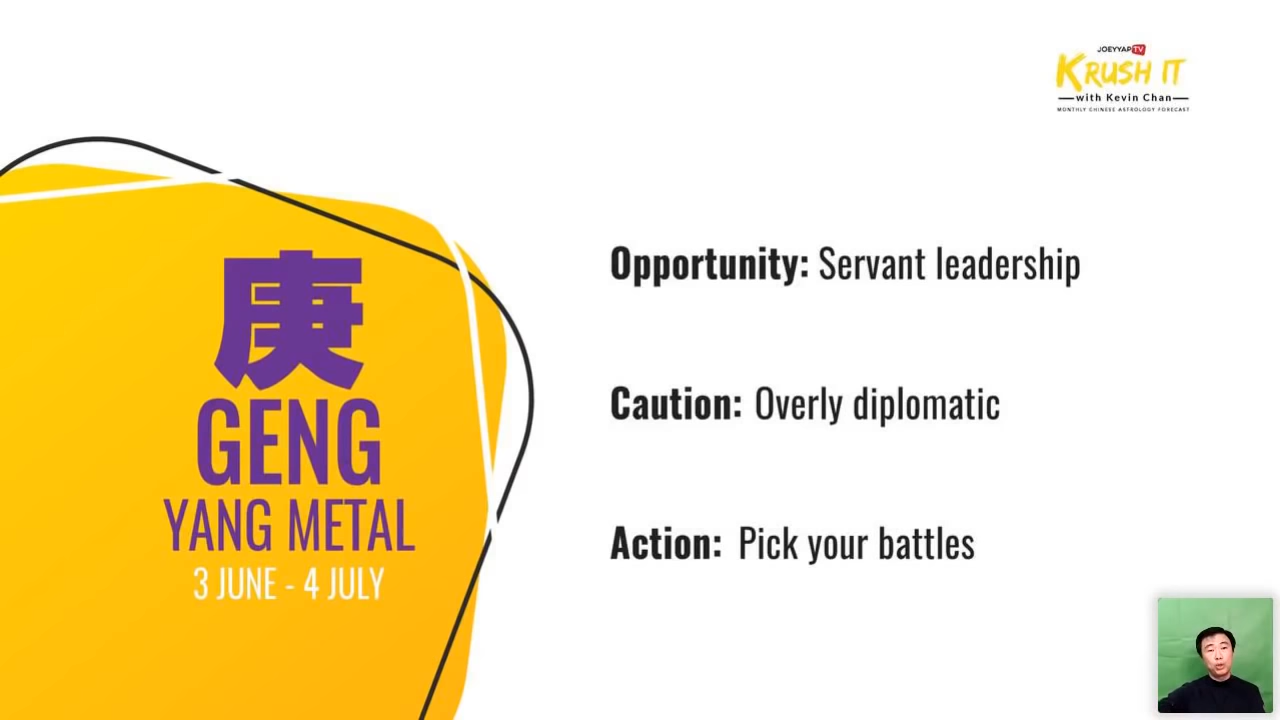 JOEYYAPTV
KRUSH IT
with Kevin Chan
MONTHLY CHINESE ASTROLOGY FORECAST
庚
GENG
YANG METAL
3 JUNE - 4 JULY
Opportunity: Servant leadership
Caution: Overly diplomatic
Action: Pick your battles